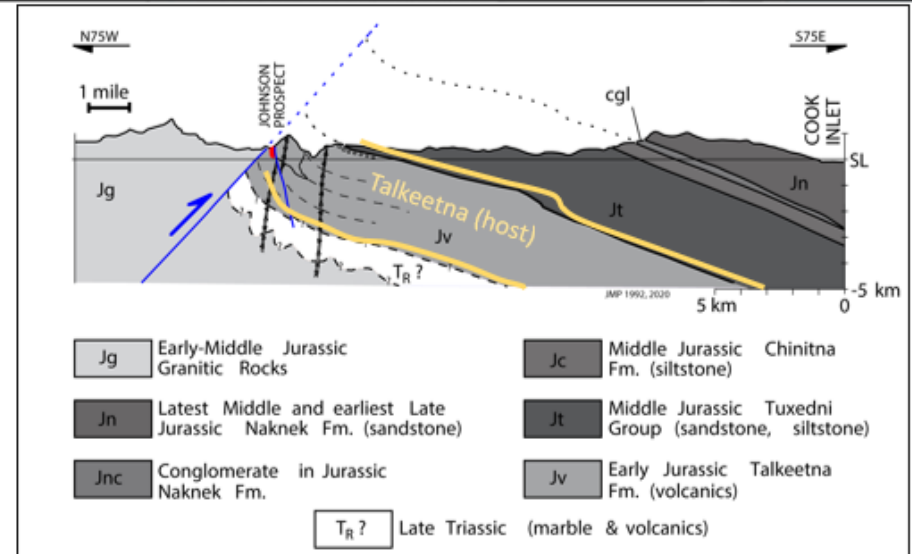 N75W
S75E
1 mile
JOHNSON
PROSPECT
cgl
COOK
INLET
SL
Jg
Talkeetna (host)
Jn
Jt
Jv
TR ?
JMP 1992, 2020
-5 km
5 km
0
Jg Early-Middle Jurassic
Granitic Rocks
Jc Middle Jurassic Chinitna
Fm. (siltstone)
Jn Latest Middle and earliest Late
Jurassic Naknek Fm. (sandstone)
Jt Middle Jurassic Tuxedni
Group (sandstone, siltstone)
Jnc Conglomerate in Jurassic
Naknek Fm.
Jv Early Jurassic Talkeetna
Fm. (volcanics)
TR ? Late Triassic (marble & volcanics)